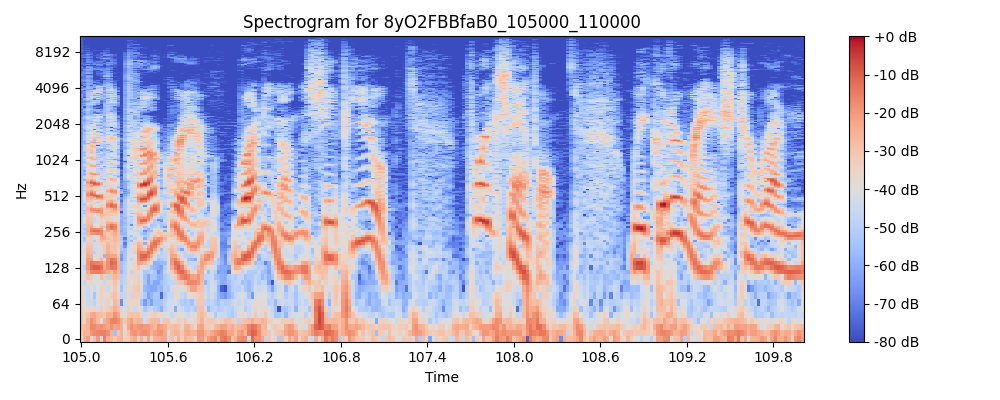 Spectrogram for 8yO2FBBfaB0_105000_110000
Hz
8192
4096
2048
1024
512
256
128
64
0
105.0 105.6 106.2 106.8 107.4 108.0 108.6 109.2 109.8
Time
+0 dB
-10 dB
-20 dB
-30 dB
-40 dB
-50 dB
-60 dB
-70 dB
-80 dB